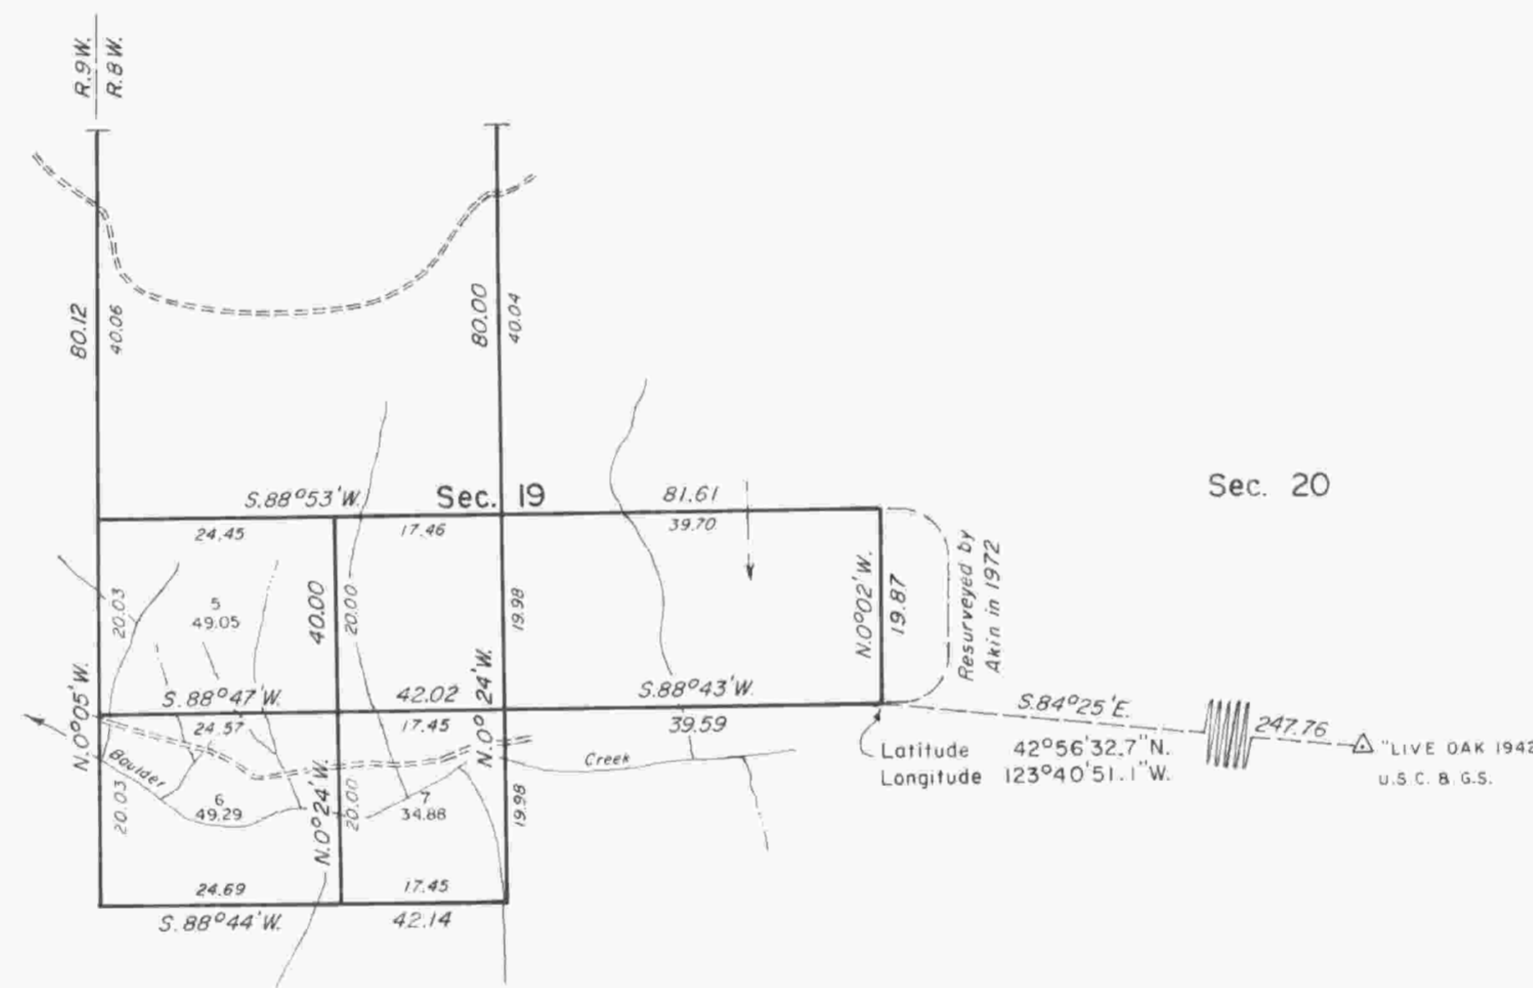 R.9W.
R.8W.
80.12
40.06
80.00
40.04
S.88°53'W.
Sec. 19
81.61
Sec. 20
24.45
17.46
39.70
20.03
5
49.05
40.00
20.00
19.98
N.0°02'W.
19.87
Resurveyed by
Akin in 1972
N.0°05'W.
S.88°47'W.
42.02
N.0°24'W.
S.88°43'W.
24.57
17.45
39.59
S.84°25'E.
247.76
"LIVE OAK 1942
U.S.C. & G.S.
Latitude 42°56'32.7"N.
Longitude 123°40'51.1"W.
Boulder
Creek
20.03
6
49.29
N.0°24'W.
20.00
7
34.88
19.98
24.69
17.45
S.88°44'W.
42.14